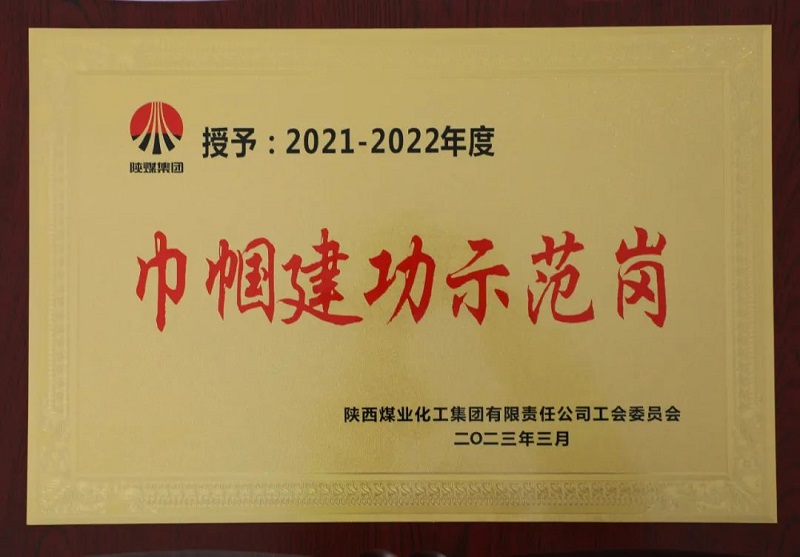 陕煤集团
授予：2021-2022年度
巾帼建功示范岗
陕西煤业化工集团有限责任公司工会委员会
二〇二三年三月